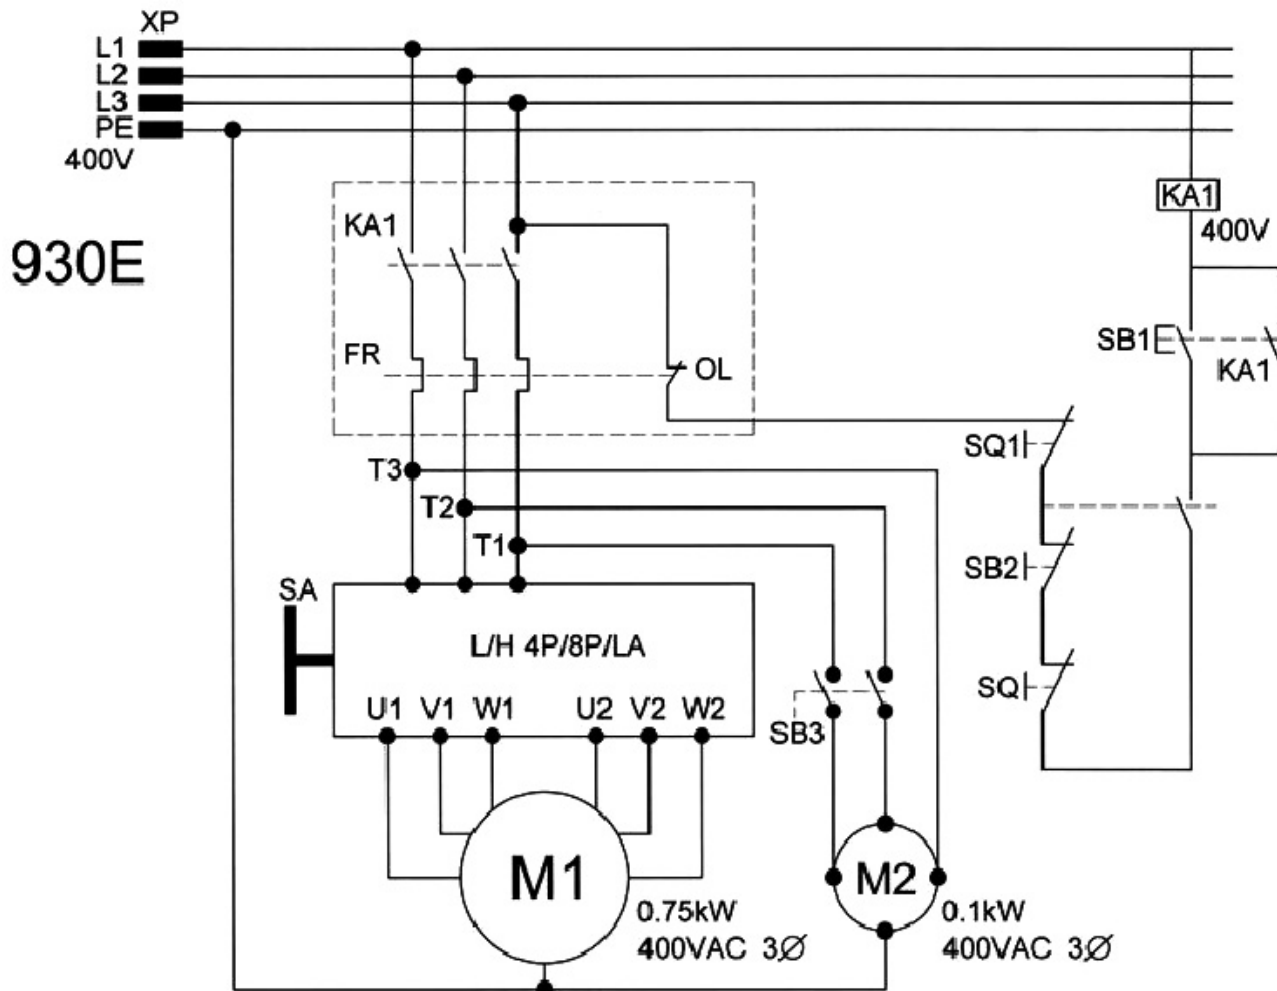 XP
L1
L2
L3
PE
400V
930E
KA1
FR
OL
KA1
400V
SB1
KA1
SQ1
SB2
SQ
T3
T2
T1
SA
L/H 4P/8P/LA
U1 V1 W1 U2 V2 W2
SB3
M1
0.75kW
400VAC 3Ø
M2
0.1kW
400VAC 3Ø